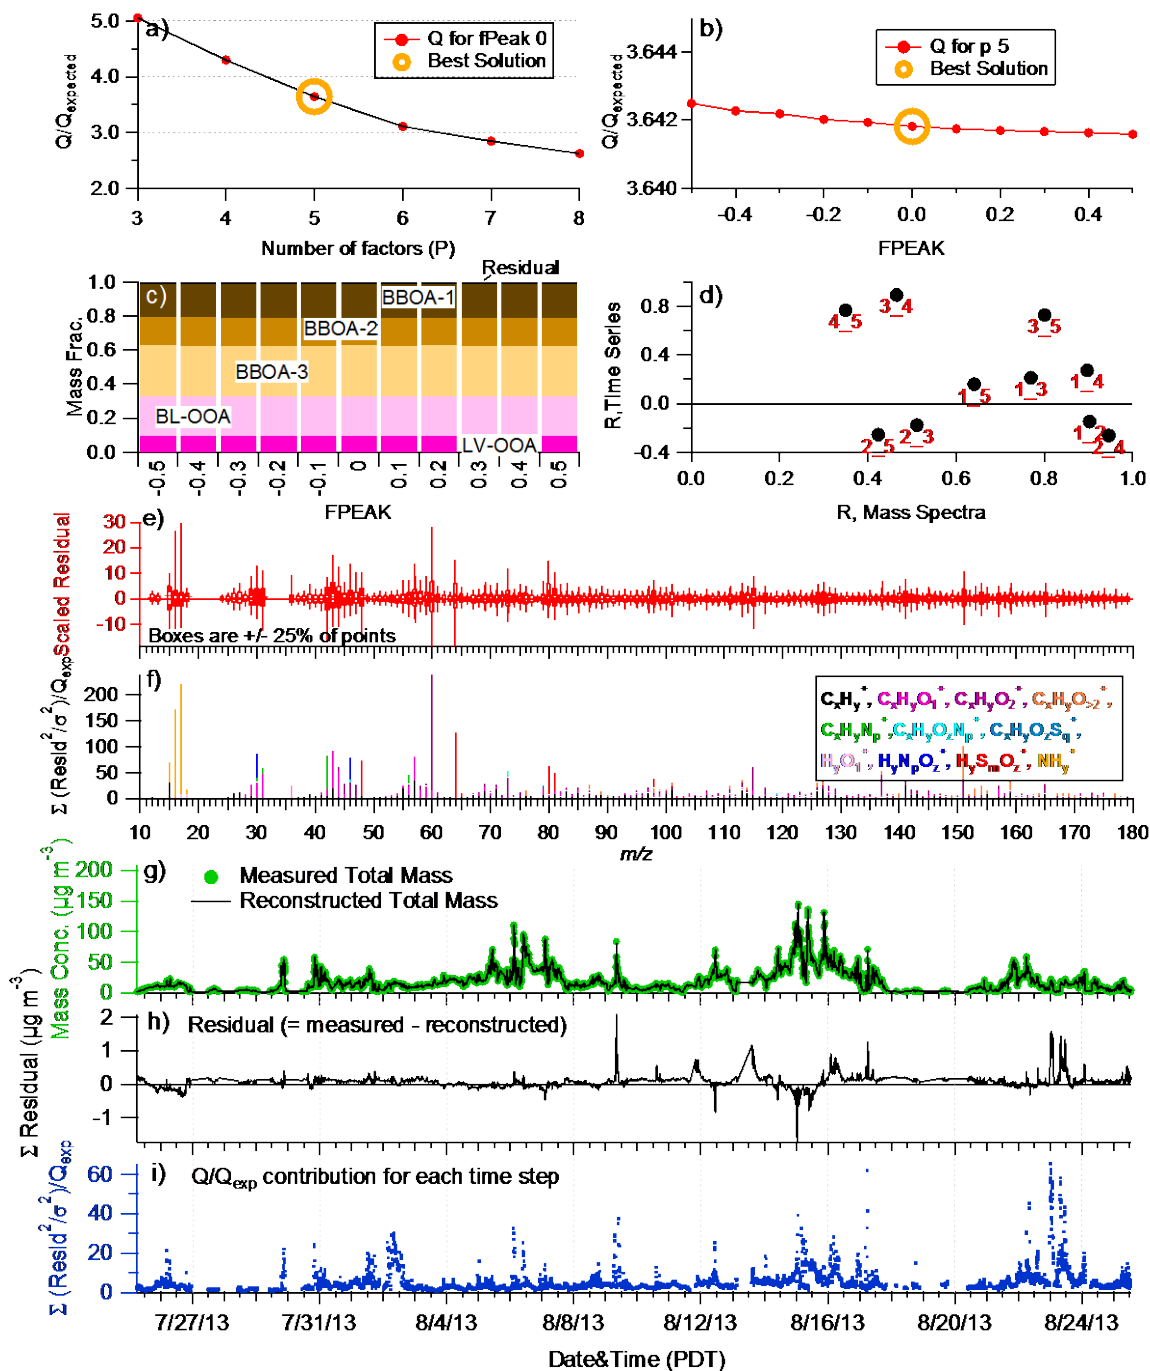 a)
Q for fPeak 0
Best Solution
Q/Qexpected
5.0
4.0
3.0
2.0
3 4 5 6 7 8
Number of factors (P)
b)
Q for p 5
Best Solution
Q/Qexpected
3.644
3.642
3.640
-0.4 -0.2 0.0 0.2 0.4
FPEAK
c)
Residual
BBOA-1
BBOA-2
BBOA-3
BL-OOA
LV-OOA
Mass Frac.
1.0
0.8
0.6
0.4
0.2
0.0
-0.5 -0.4 -0.3 -0.2 -0.1 0 0.1 0.2 0.3 0.4 0.5
FPEAK
d)
R,Time Series
0.8
0.4
0.0
-0.4
4_5
3_4
3_5
1_5
1_3
1_4
2_5
2_3
1_2
2_4
0.0 0.2 0.4 0.6 0.8 1.0
R, Mass Spectra
e)
Scaled Residual
30
20
10
0
-10
Boxes are +/- 25% of points
f)
Σ (Resid²/σ²)/Qexp
200
150
100
50
0
CxHy⁺, CxHyO1⁺, CxHyO2⁺, CxHyO>2⁺,
CxHyNp⁺, CxHyOzNp⁺, CxHyOzSq⁺,
HyO1⁺, HyNpOz⁺, HySmOz⁺, NHy⁺
10 20 30 40 50 60 70 80 90 100 110 120 130 140 150 160 170 180
m/z
g)
Measured Total Mass
Reconstructed Total Mass
Mass Conc. (µg m⁻³)
200
150
100
50
0
h)
Residual (= measured - reconstructed)
Σ Residual (µg m⁻³)
2
1
0
-1
i)
Q/Qexp contribution for each time step
Σ (Resid²/σ²)/Qexp
60
40
20
0
7/27/13 7/31/13 8/4/13 8/8/13 8/12/13 8/16/13 8/20/13 8/24/13
Date&Time (PDT)